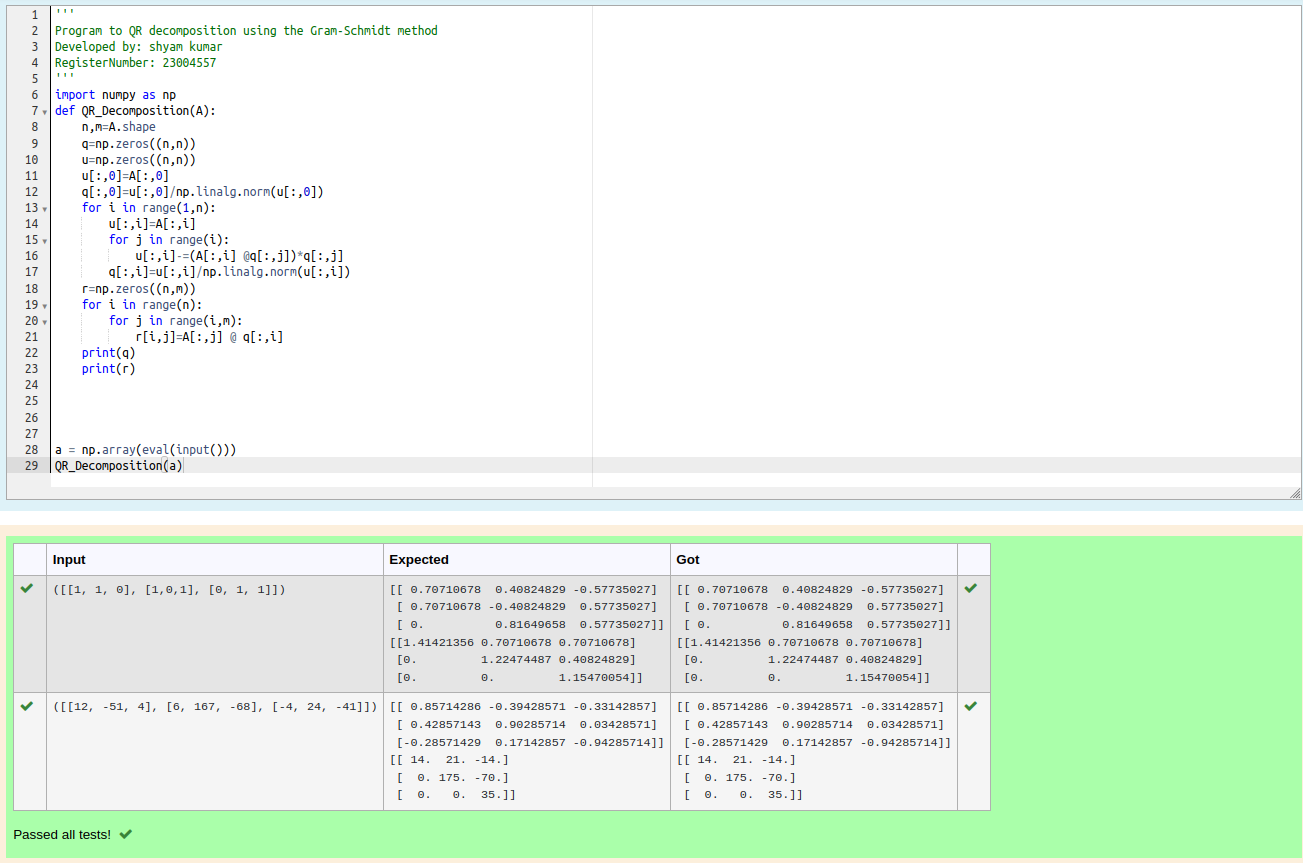 1 '''
2 Program to QR decomposition using the Gram-Schmidt method
3 Developed by: shyam kumar
4 RegisterNumber: 23004557
5 '''
6 import numpy as np
7 def QR_Decomposition(A):
8     n,m=A.shape
9     q=np.zeros((n,n))
10     u=np.zeros((n,n))
11     u[:,0]=A[:,0]
12     q[:,0]=u[:,0]/np.linalg.norm(u[:,0])
13     for i in range(1,n):
14         u[:,i]=A[:,i]
15         for j in range(i):
16             u[:,i]-=(A[:,i] @q[:,j])*q[:,j]
17         q[:,i]=u[:,i]/np.linalg.norm(u[:,i])
18     r=np.zeros((n,m))
19     for i in range(n):
20         for j in range(i,m):
21             r[i,j]=A[:,j] @ q[:,i]
22     print(q)
23     print(r)
24
25
26
27
28 a = np.array(eval(input()))
29 QR_Decomposition(a)
Input Expected Got
([[1, 1, 0], [1,0,1], [0, 1, 1]]) [[ 0.70710678  0.40824829 -0.57735027] [[ 0.70710678  0.40824829 -0.57735027]
[ 0.70710678 -0.40824829  0.57735027] [ 0.70710678 -0.40824829  0.57735027]
[ 0.          0.81649658  0.57735027]] [ 0.          0.81649658  0.57735027]]
[[1.41421356 0.70710678 0.70710678] [[1.41421356 0.70710678 0.70710678]
[0.         1.22474487 0.40824829] [0.         1.22474487 0.40824829]
[0.         0.         1.15470054]] [0.         0.         1.15470054]]
([[12, -51, 4], [6, 167, -68], [-4, 24, -41]]) [[ 0.85714286 -0.39428571 -0.33142857] [[ 0.85714286 -0.39428571 -0.33142857]
[ 0.42857143  0.90285714  0.03428571] [ 0.42857143  0.90285714  0.03428571]
[-0.28571429  0.17142857 -0.94285714]] [-0.28571429  0.17142857 -0.94285714]]
[[ 14.  21. -14.] [[ 14.  21. -14.]
[  0. 175. -70.] [  0. 175. -70.]
[  0.   0.  35.]] [  0.   0.  35.]]
Passed all tests!